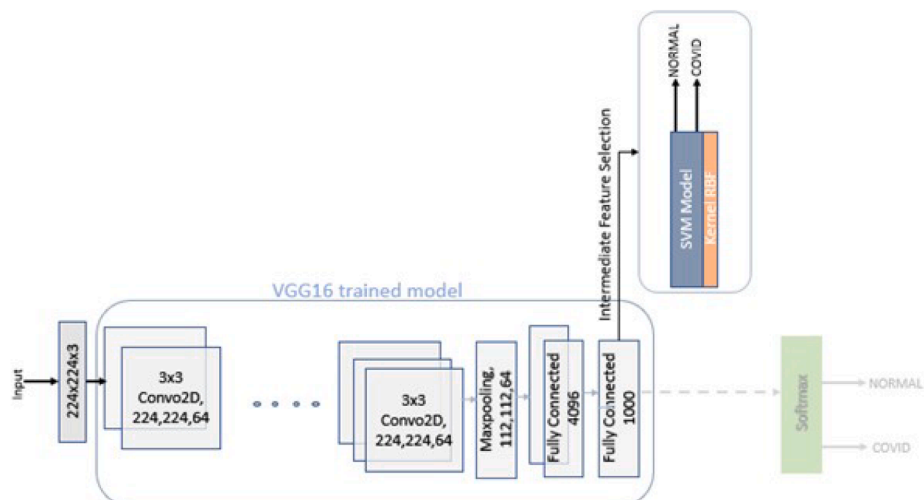 NORMAL
COVID
SVM Model
Kernel RBF
Intermediate Feature Selection
VGG16 trained model
Input
224x224x3
3x3
Convo2D,
224,224,64
3x3
Convo2D,
224,224,64
Maxpooling,
112,112,64
Fully Connected
4096
Fully Connected
1000
Softmax
NORMAL
COVID